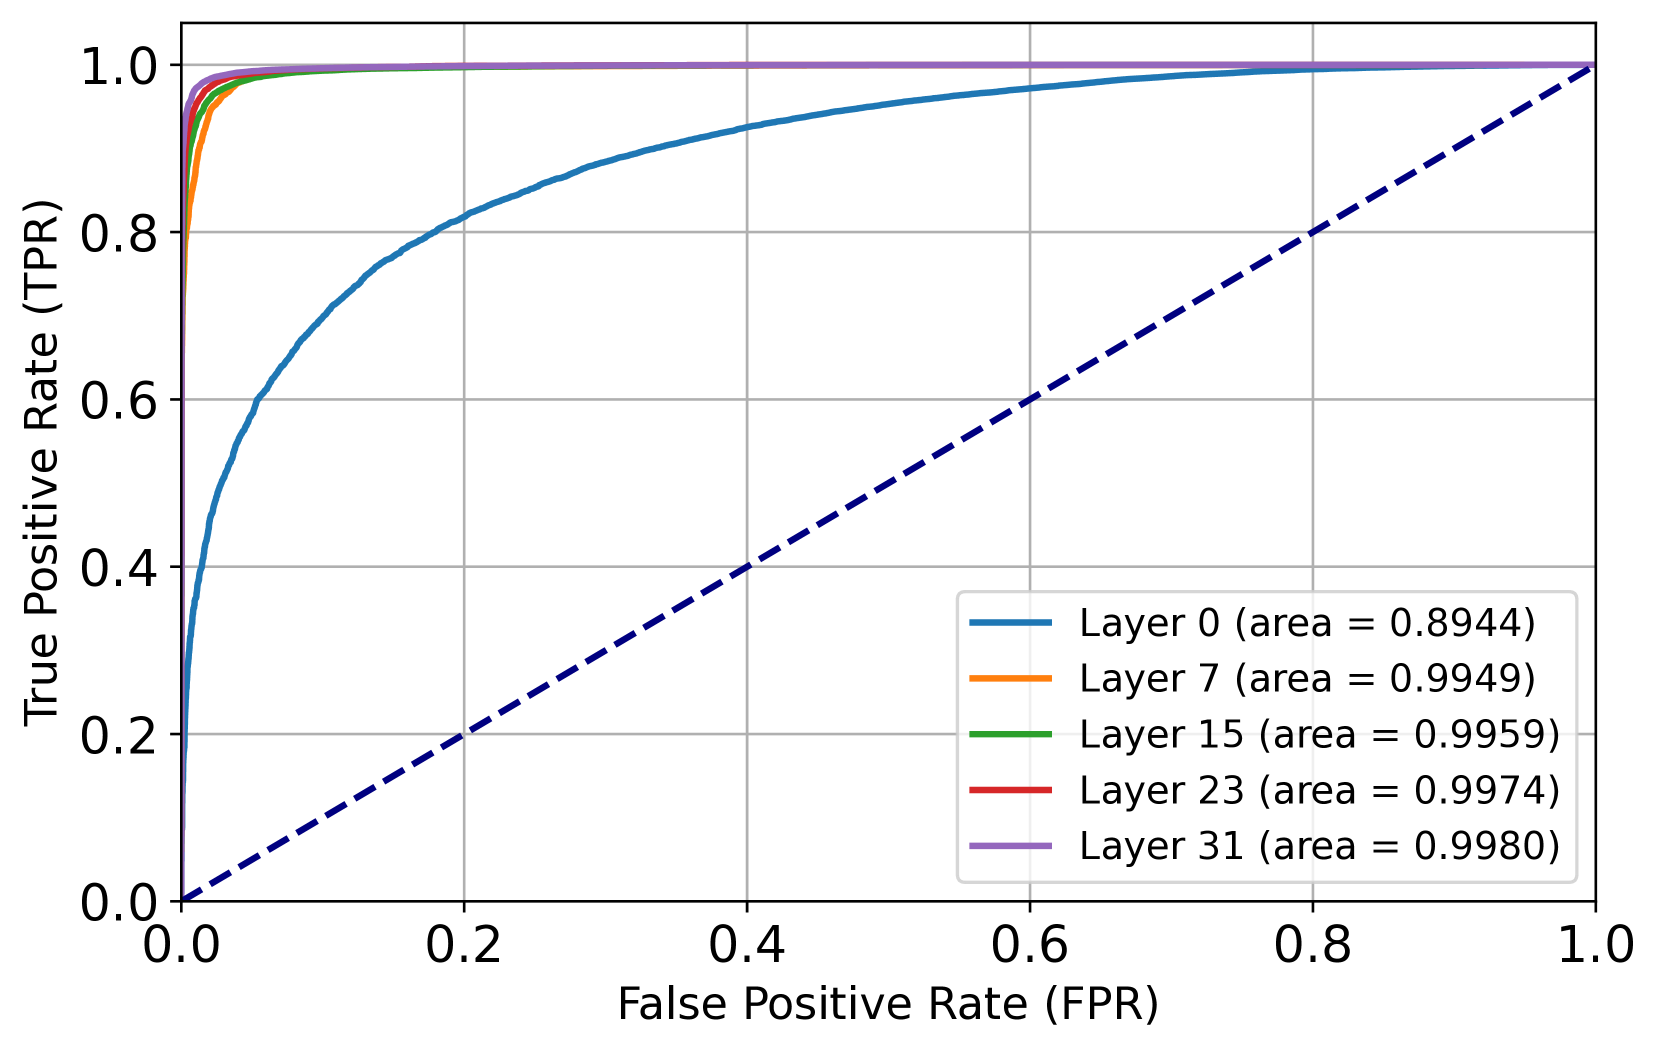 1.0
0.8
0.6
0.4
0.2
0.0
True Positive Rate (TPR)
Layer 0 (area = 0.8944)
Layer 7 (area = 0.9949)
Layer 15 (area = 0.9959)
Layer 23 (area = 0.9974)
Layer 31 (area = 0.9980)
0.0 0.2 0.4 0.6 0.8 1.0
False Positive Rate (FPR)